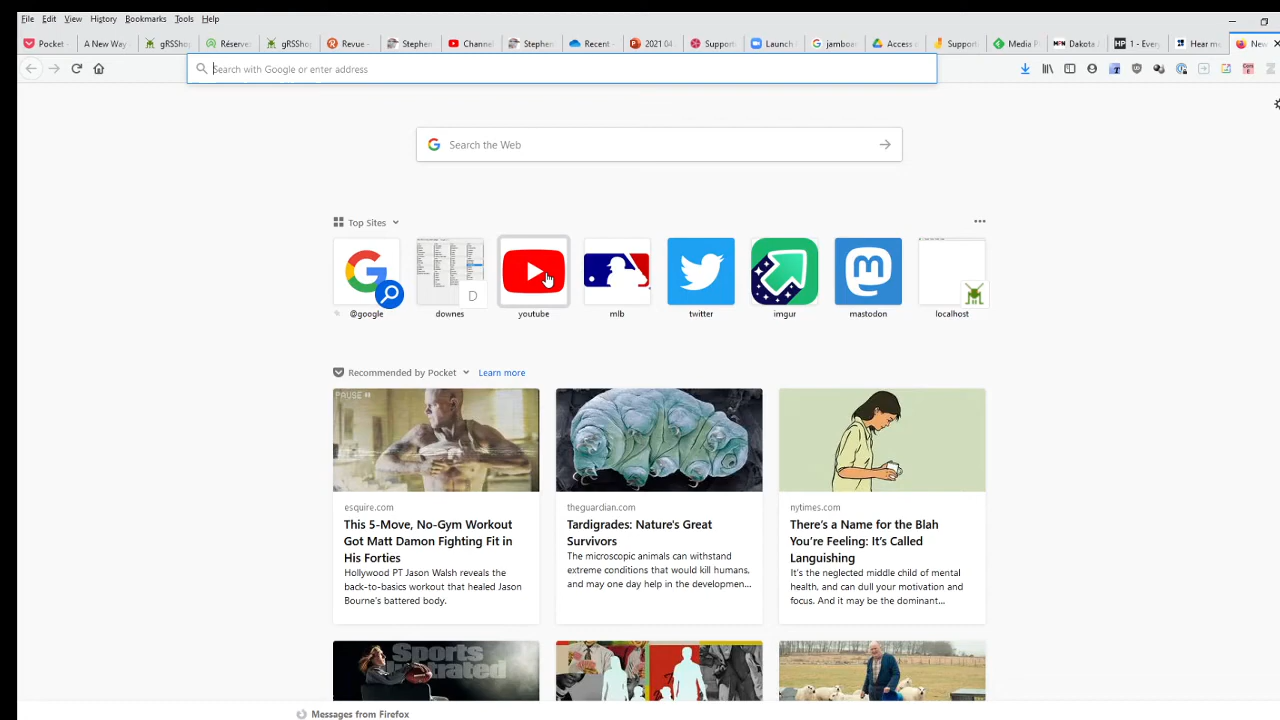 File Edit View History Bookmarks Tools Help
Pocket A New Way gRSSShop Réserve gRSSShop Revue - Stephen Channel Stephen Recent - 2021 04 Support Launch jamboa Access Support Media P Dakota 1 - Every Hear me New
Search with Google or enter address
Search the Web
Top Sites
D
@google downes youtube mlb twitter imgur mastodon localhost
Recommended by Pocket Learn more
PAUSE
esquire.com
This 5-Move, No-Gym Workout
Got Matt Damon Fighting Fit in
His Forties
Hollywood PT Jason Walsh reveals the
back-to-basics workout that healed Jason
Bourne's battered body.
theguardian.com
Tardigrades: Nature's Great
Survivors
The microscopic animals can withstand
extreme conditions that would kill humans,
and may one day help in the developmen...
nytimes.com
There's a Name for the Blah
You're Feeling: It's Called
Languishing
It's the neglected middle child of mental
health, and can dull your motivation and
focus. And it may be the dominant...
Sports
Illustrated
Messages from Firefox